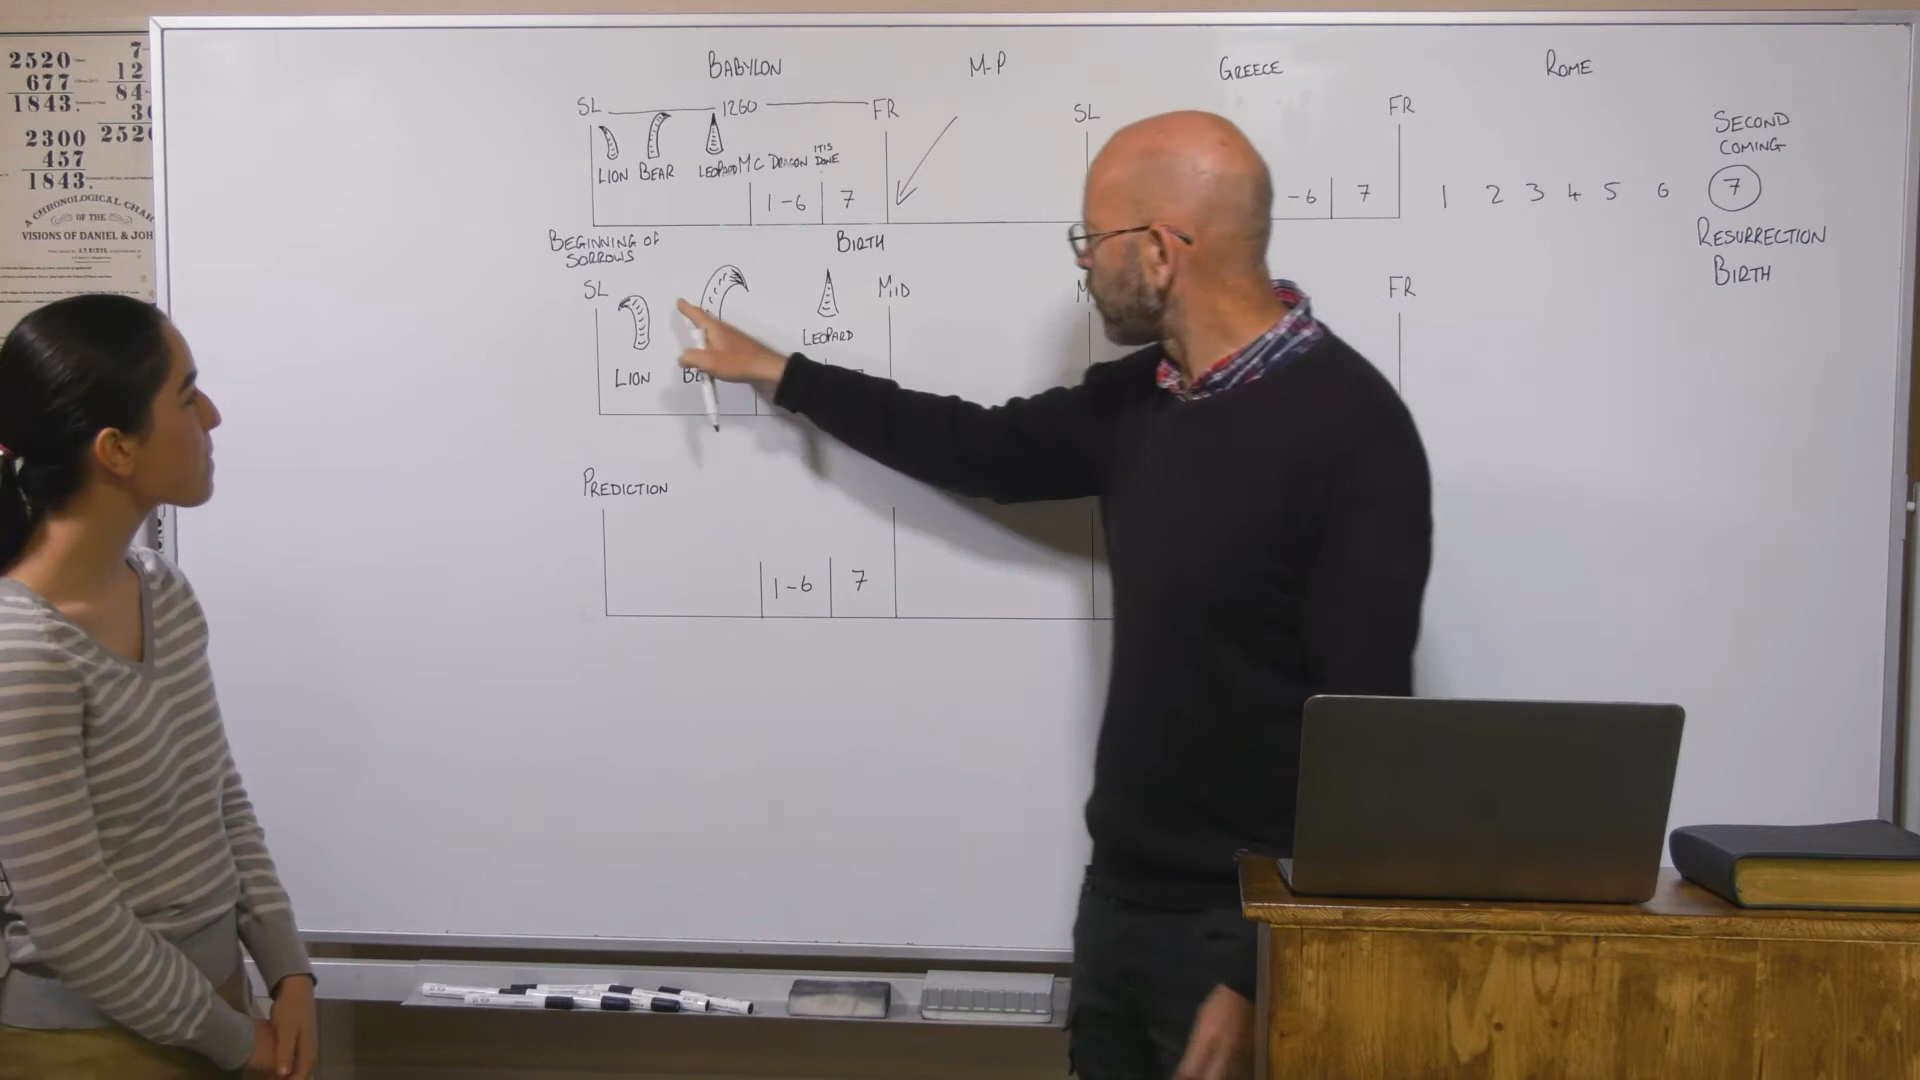 2520
677
1843.
2300
457
1843.
7
12
84
2520
A CHRONOLOGICAL CHAR
OF THE
VISIONS OF DANIEL & JOH
BABYLON M-P GREECE ROME
SL 1260 FR SL FR
LION BEAR LEOPARD MC DRAGON IT IS DONE
1-6 7 -6 7 1 2 3 4 5 6 7
SECOND
COMING
RESURRECTION
BIRTH
BEGINNING OF
SORROWS
BIRTH
SL MID M FR
LEOPARD
LION BE
PREDICTION
1-6 7